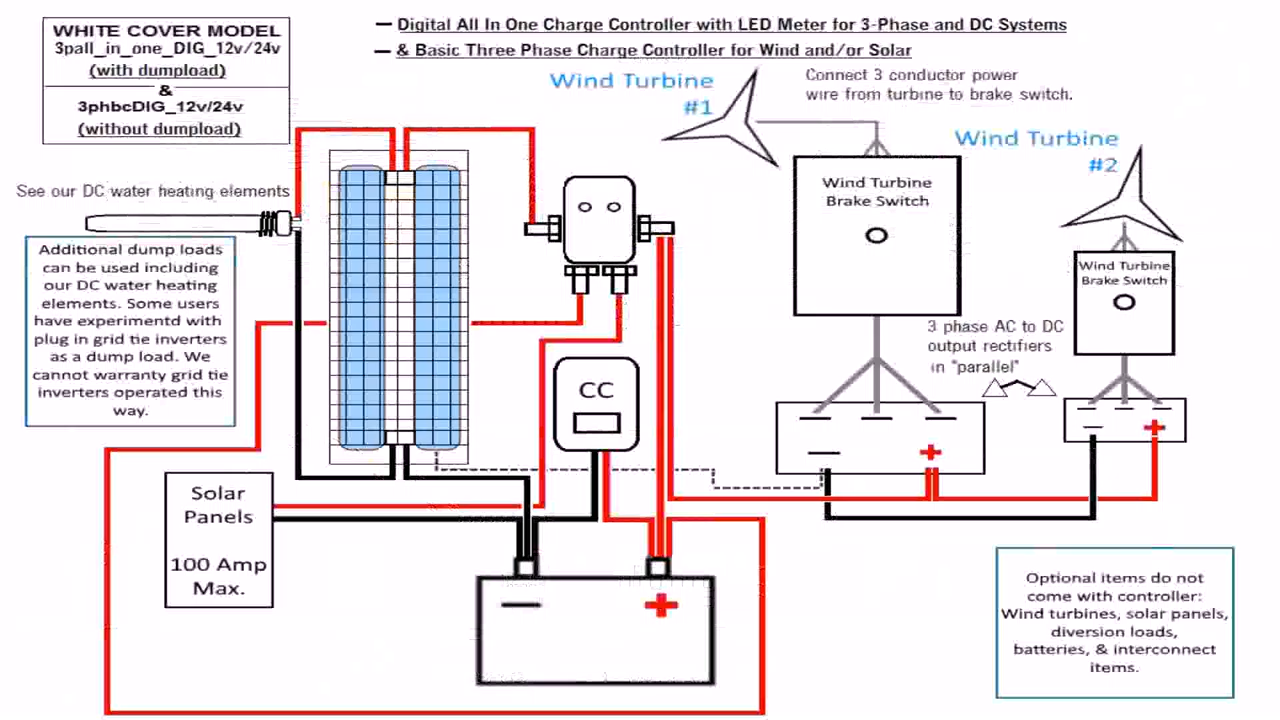 WHITE COVER MODEL
3pall_in_one_DIG_12v/24v
(with dumpload)
&
3phbcDIG_12v/24v
(without dumpload)
— Digital All In One Charge Controller with LED Meter for 3-Phase and DC Systems
— & Basic Three Phase Charge Controller for Wind and/or Solar
Wind Turbine
#1
Connect 3 conductor power
wire from turbine to brake switch.
Wind Turbine
#2
See our DC water heating elements
Additional dump loads
can be used including
our DC water heating
elements. Some users
have experimentd with
plug in grid tie inverters
as a dump load. We
cannot warranty grid tie
inverters operated this
way.
Wind Turbine
Brake Switch
Wind Turbine
Brake Switch
3 phase AC to DC
output rectifiers
in "parallel"
CC
— +
— +
Solar
Panels
100 Amp
Max.
— +
Optional items do not
come with controller:
Wind turbines, solar panels,
diversion loads,
batteries, & interconnect
items.